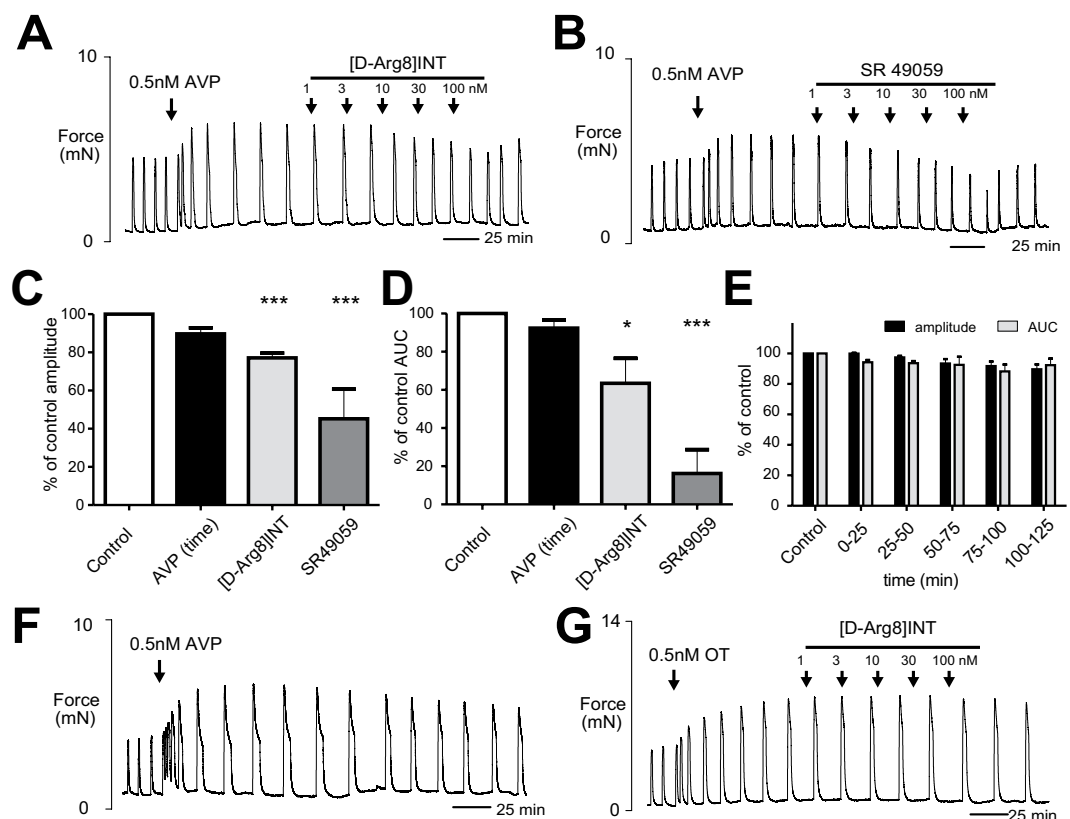 A
10
[D-Arg8]INT
0.5nM AVP
1 3 10 30 100 nM
Force
(mN)
0
25 min
B
10
SR 49059
0.5nM AVP
1 3 10 30 100 nM
Force
(mN)
0
25 min
C
***
***
100
80
60
40
20
0
% of control amplitude
Control
AVP (time)
[D-Arg8]INT
SR49059
D
*
***
100
80
60
40
20
0
% of control AUC
Control
AVP (time)
[D-Arg8]INT
SR49059
E
amplitude
AUC
100
80
60
40
20
0
% of control
Control
0-25
25-50
50-75
75-100
100-125
time (min)
F
10
0.5nM AVP
Force
(mN)
0
25 min
G
14
[D-Arg8]INT
0.5nM OT
1 3 10 30 100 nM
Force
(mN)
0
25 min